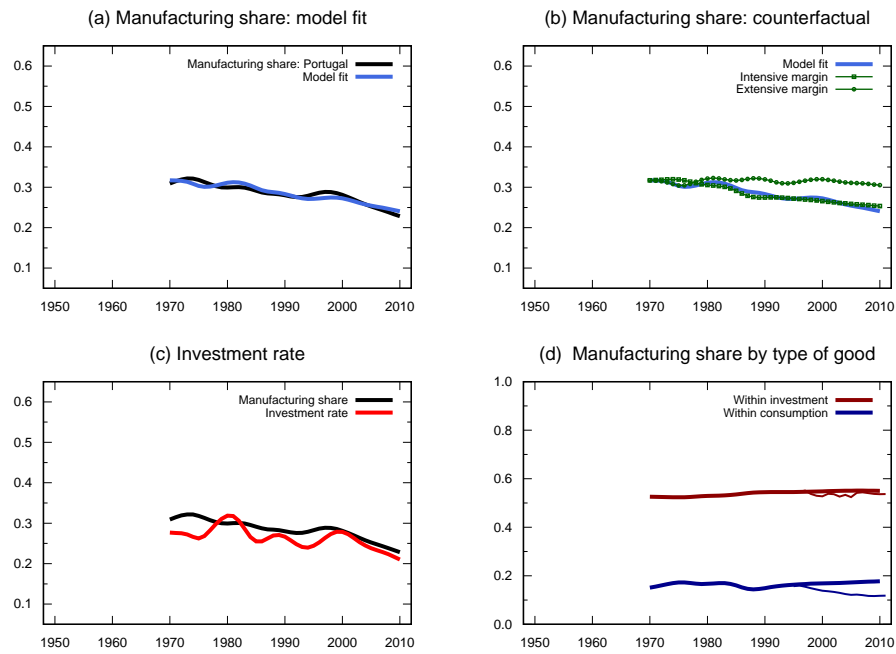 (a) Manufacturing share: model fit
0.6
0.5
0.4
0.3
0.2
0.1
1950 1960 1970 1980 1990 2000 2010
Manufacturing share: Portugal
Model fit
(b) Manufacturing share: counterfactual
0.6
0.5
0.4
0.3
0.2
0.1
1950 1960 1970 1980 1990 2000 2010
Model fit
Intensive margin
Extensive margin
(c) Investment rate
0.6
0.5
0.4
0.3
0.2
0.1
1950 1960 1970 1980 1990 2000 2010
Manufacturing share
Investment rate
(d) Manufacturing share by type of good
1.0
0.8
0.6
0.4
0.2
0.0
1950 1960 1970 1980 1990 2000 2010
Within investment
Within consumption